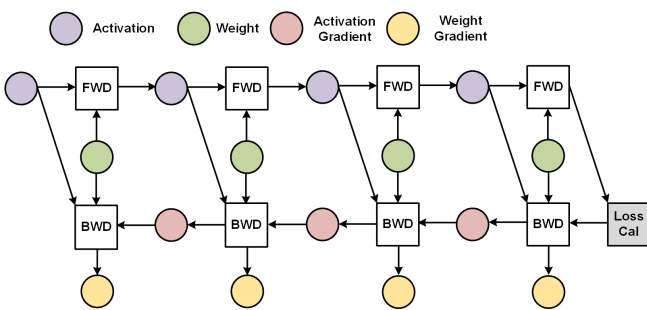 Activation
Weight
Activation
Gradient
Weight
Gradient
FWD
FWD
FWD
FWD
BWD
BWD
BWD
BWD
Loss
Cal